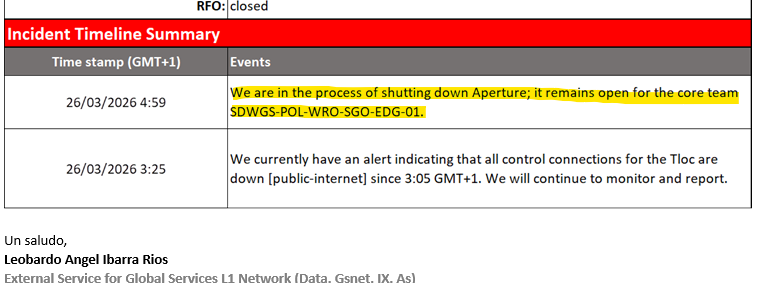 RFO: closed
Incident Timeline Summary
Time stamp (GMT+1) Events
26/03/2026 4:59 We are in the process of shutting down Aperture; it remains open for the core team
SDWGS-POL-WRO-SGO-EDG-01.
26/03/2026 3:25 We currently have an alert indicating that all control connections for the Tloc are
down [public-internet] since 3:05 GMT+1. We will continue to monitor and report.
Un saludo,
Leobardo Angel Ibarra Rios
External Service for Global Services L1 Network (Data, Gsnet, IX, As)